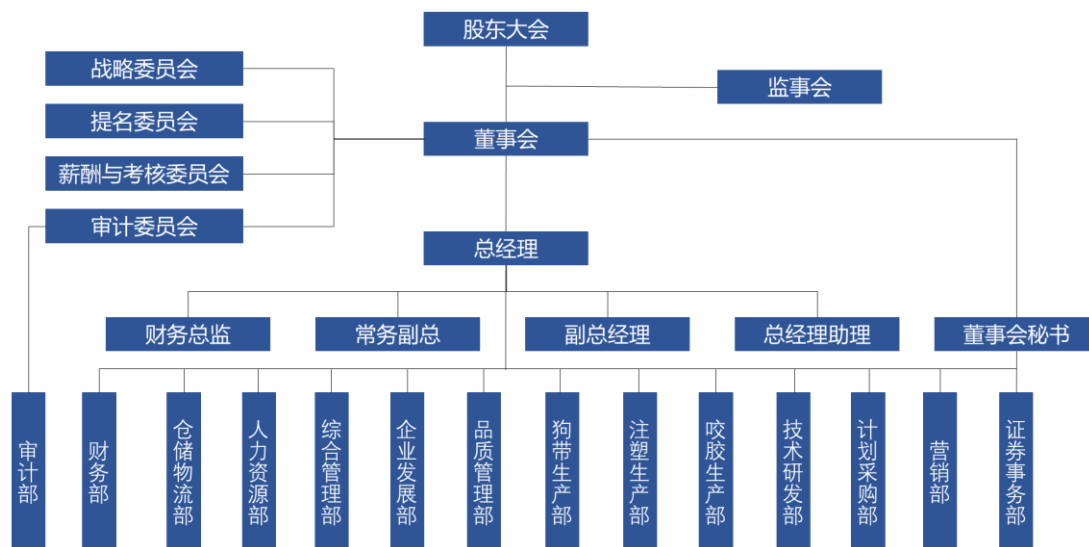 股东大会
战略委员会
监事会
提名委员会
董事会
薪酬与考核委员会
审计委员会
总经理
财务总监
常务副总
副总经理
总经理助理
董事会秘书
审计部
财务部
仓储物流部
人力资源部
综合管理部
企业发展部
品质管理部
狗带生产部
注塑生产部
咬胶生产部
技术研发部
计划采购部
营销部
证券事务部